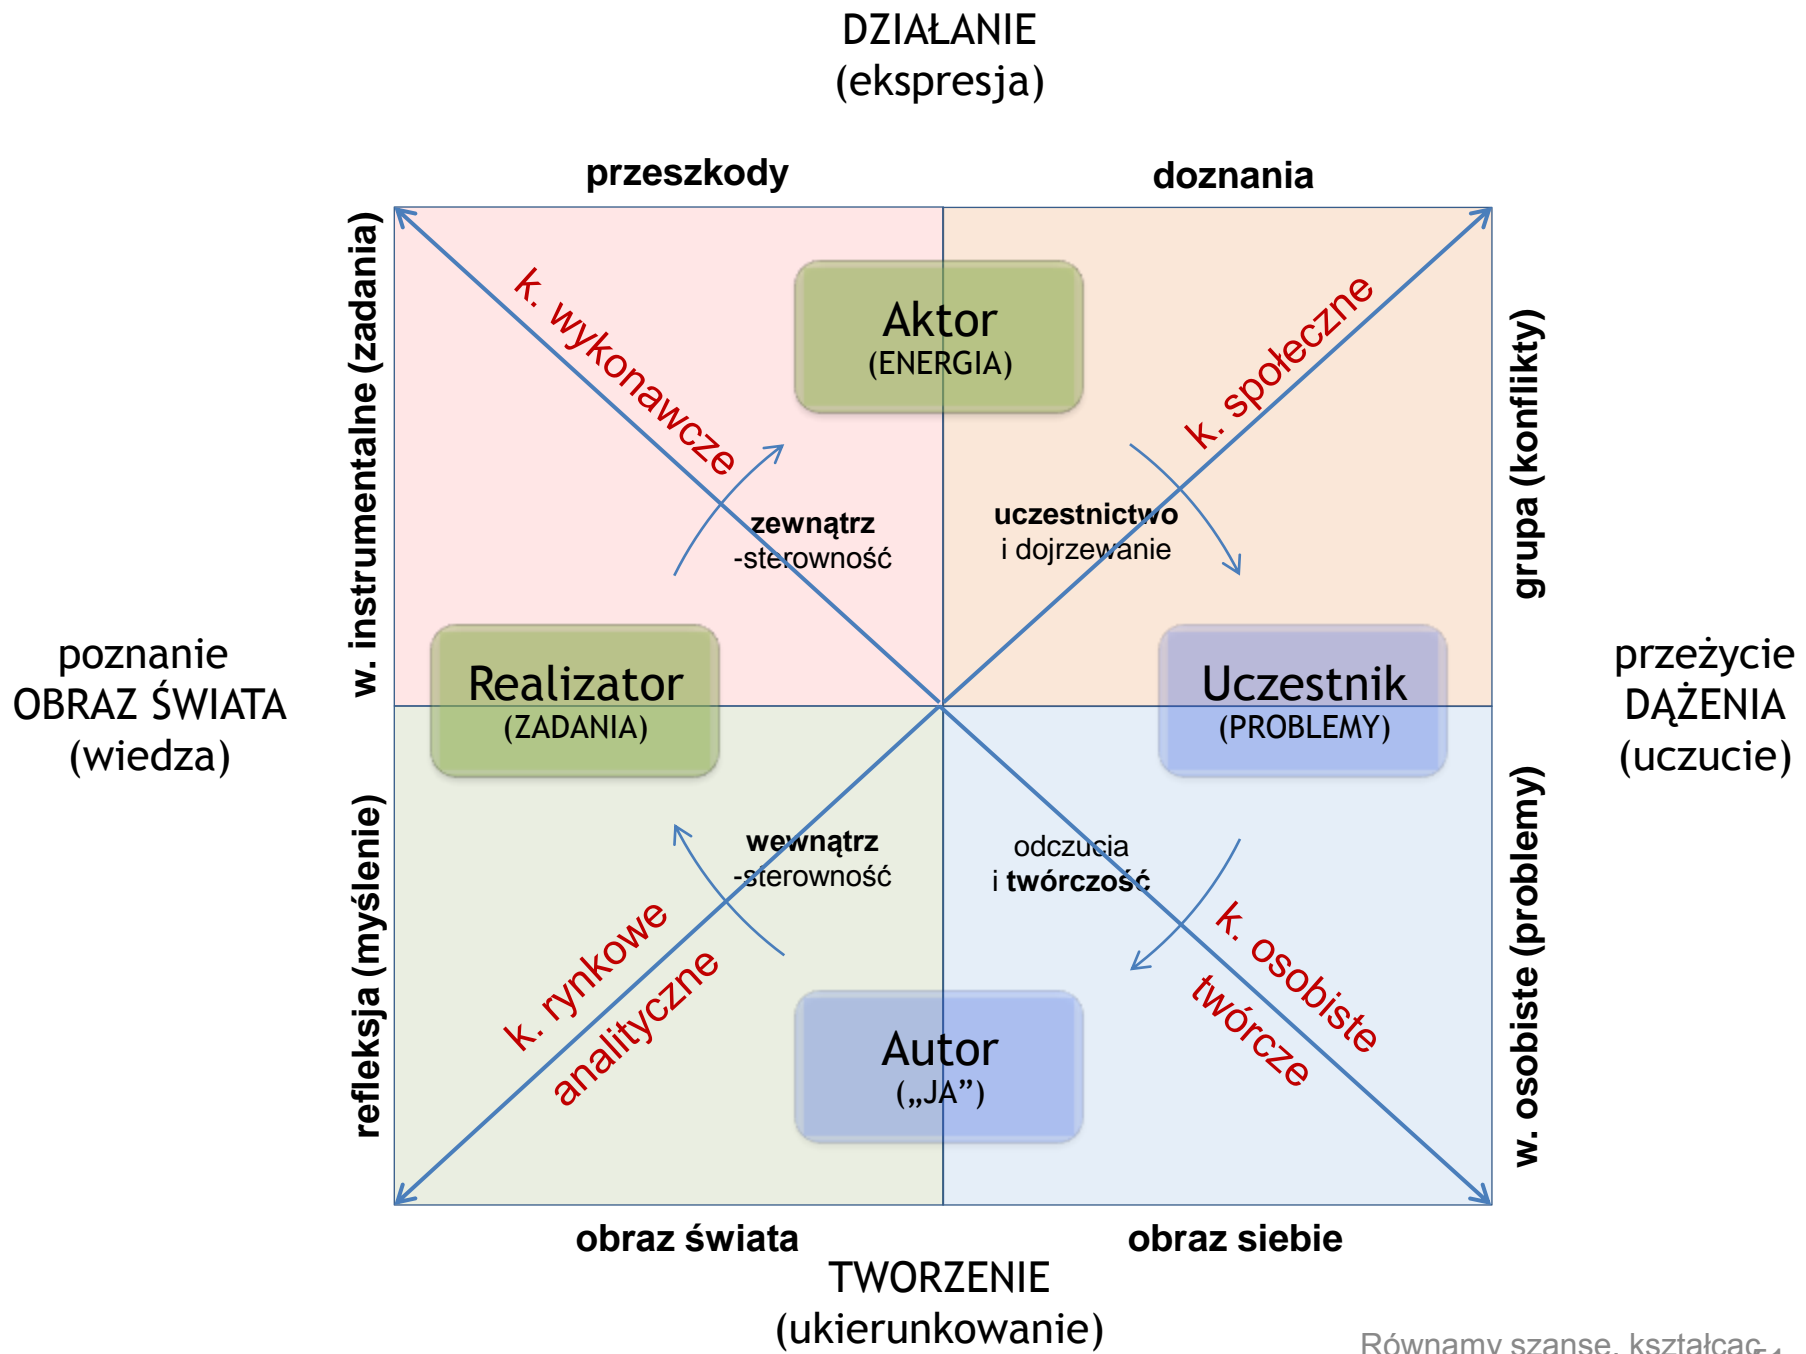 DZIAŁANIE
(ekspresja)
przeszkody
doznania
w. instrumentalne (zadania)
k. wykonawcze
Aktor
(ENERGIA)
k. społeczne
grupa (konflikty)
zewnątrz
-sterowność
uczestnictwo
i dojrzewanie
poznanie
OBRAZ ŚWIATA
(wiedza)
Realizator
(ZADANIA)
Uczestnik
(PROBLEMY)
przeżycie
DĄŻENIA
(uczucie)
refleksja (myślenie)
wewnątrz
-sterowność
odczucia
i twórczość
w. osobiste (problemy)
k. rynkowe
analityczne
Autor
(„JA”)
k. osobiste
twórcze
obraz świata
obraz siebie
TWORZENIE
(ukierunkowanie)
Równamy szanse,